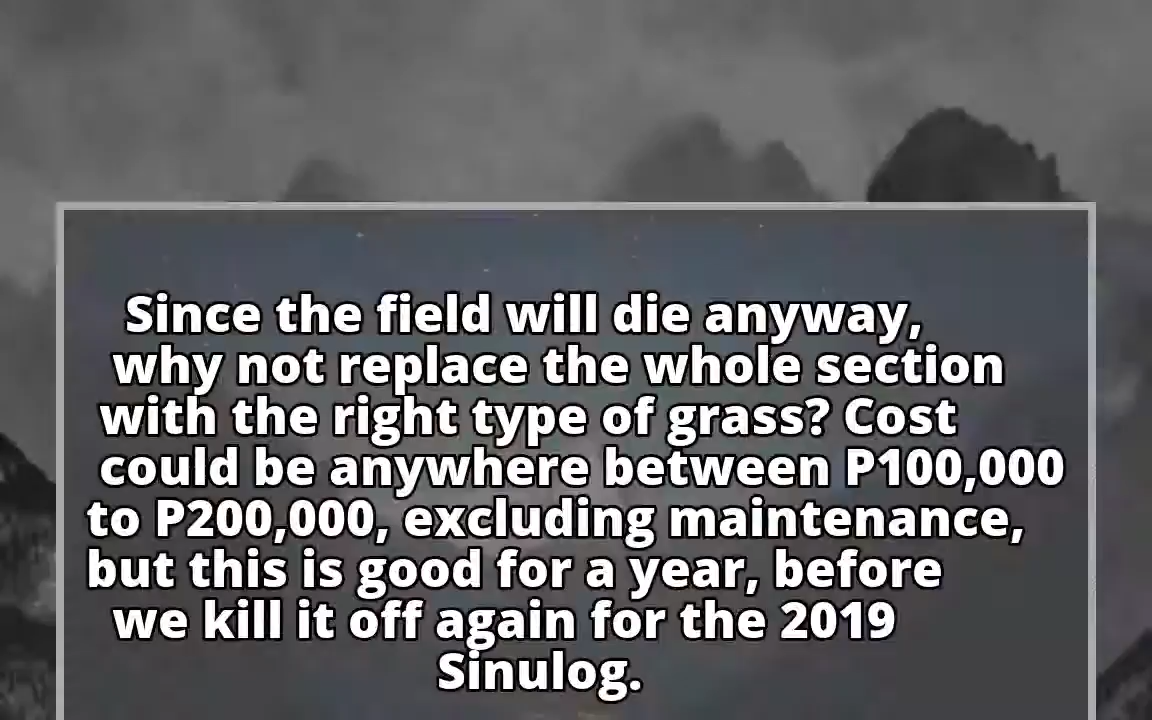 Since the field will die anyway,
why not replace the whole section
with the right type of grass? Cost
could be anywhere between P100,000
to P200,000, excluding maintenance,
but this is good for a year, before
we kill it off again for the 2019
Sinulog.